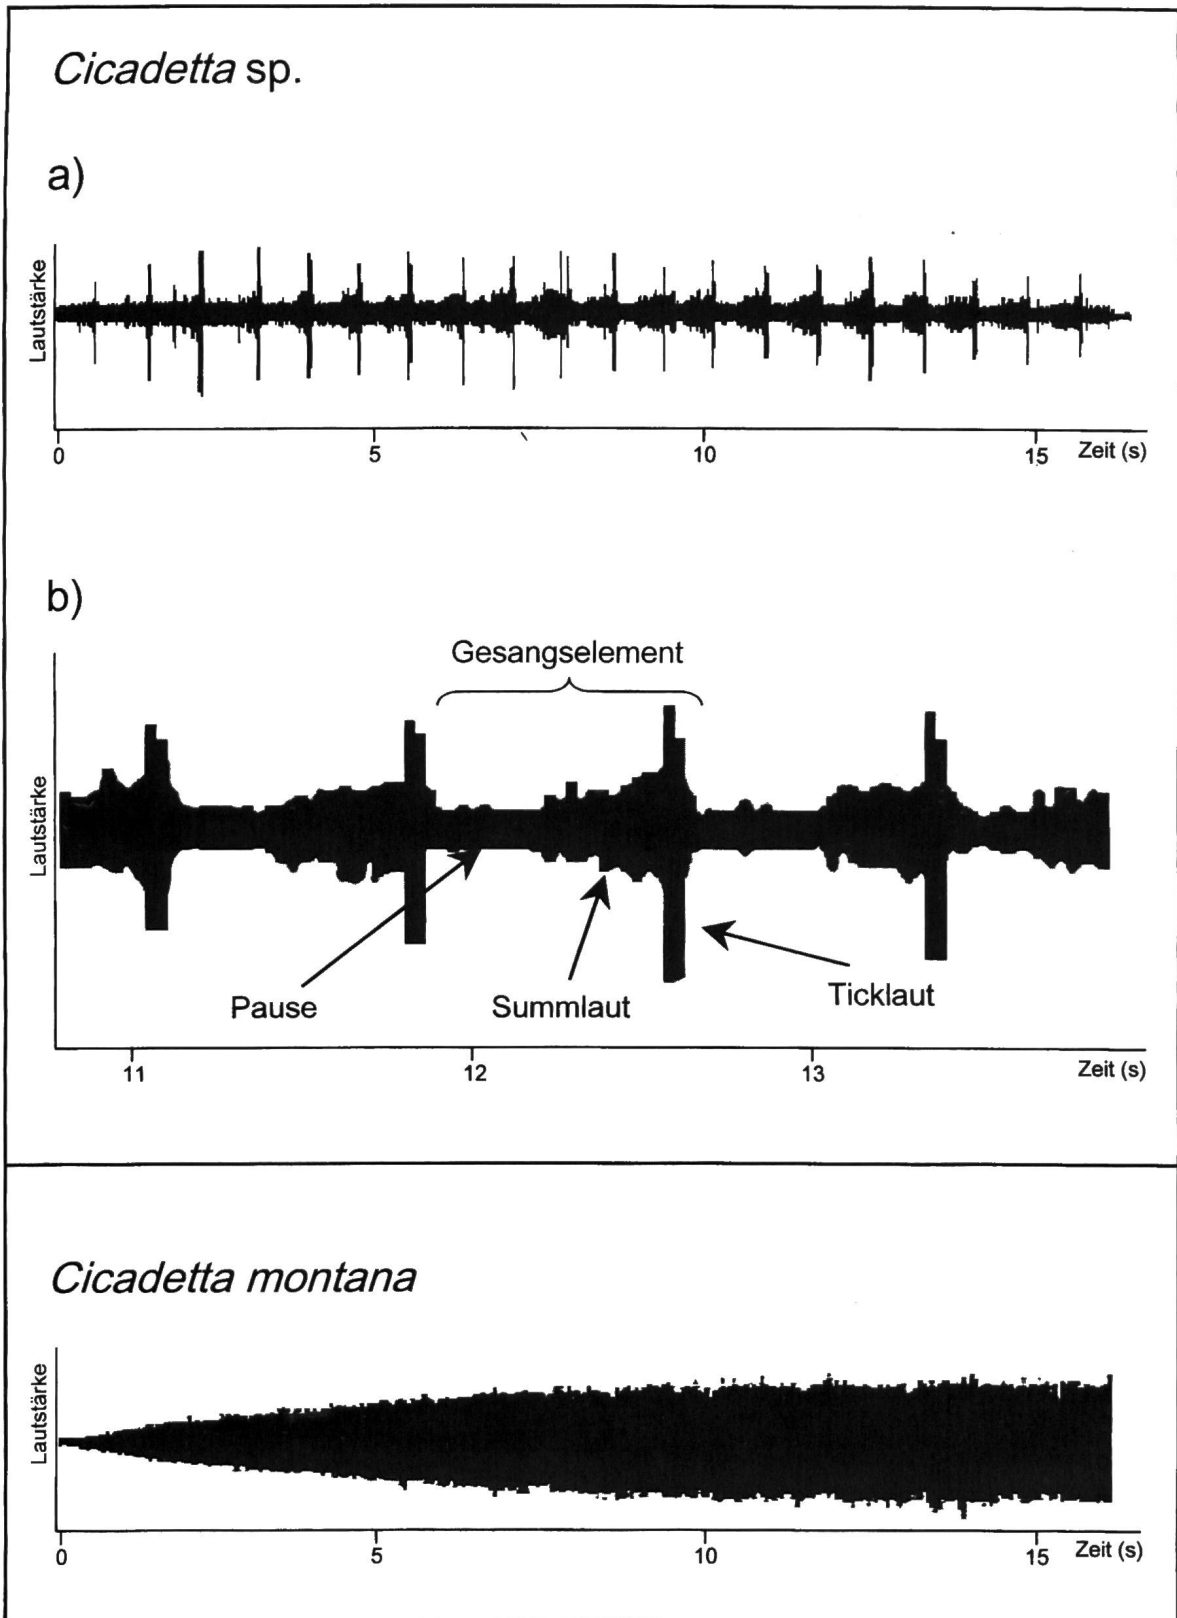 Cicadetta sp.
a)
Lautstärke
0 5 10 15 Zeit (s)
b)
Gesangselement
Lautstärke
Pause Summlaut Ticklaut
11 12 13 Zeit (s)
Cicadetta montana
Lautstärke
0 5 10 15 Zeit (s)